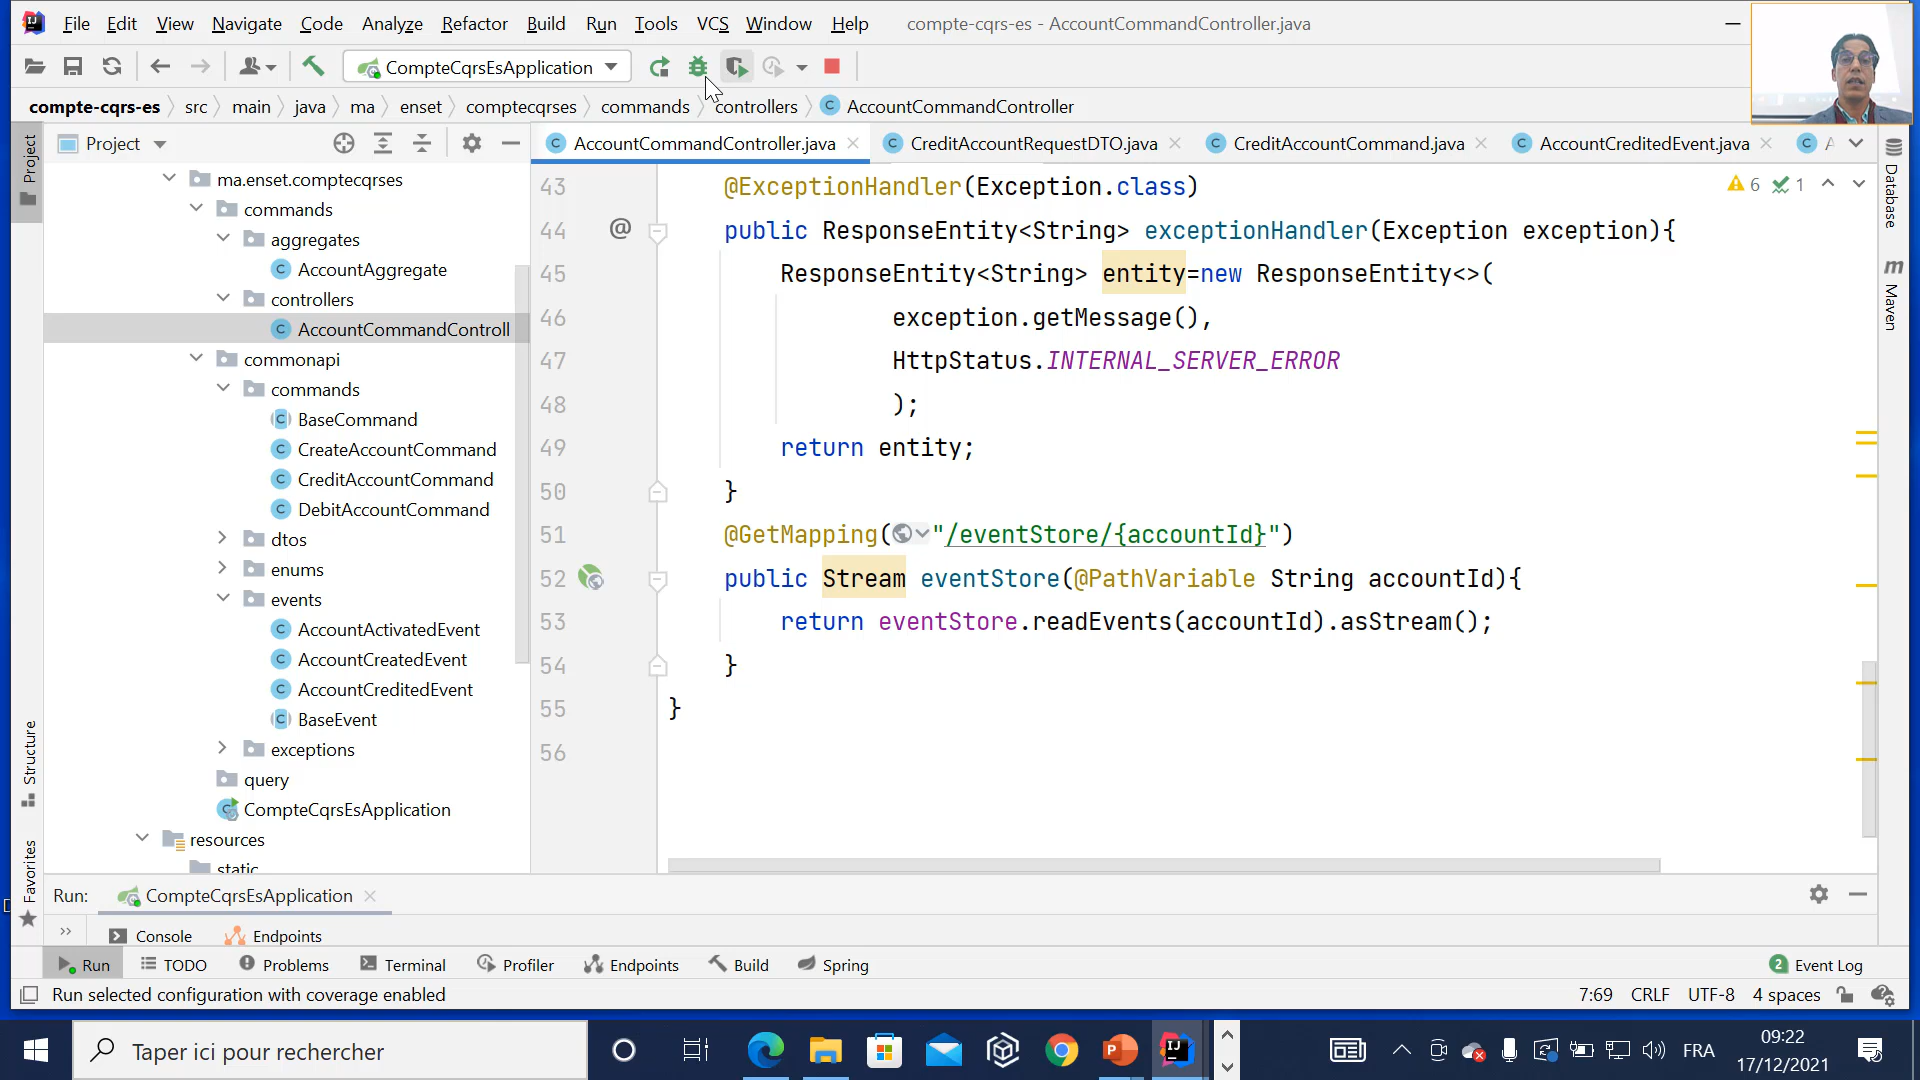 File Edit View Navigate Code Analyze Refactor Build Run Tools VCS Window Help compte-cqrs-es - AccountCommandController.java
CompteCqrsEsApplication
compte-cqrs-es src main java ma enset comptecqrses commands controllers AccountCommandController
Project
AccountCommandController.java CreditAccountRequestDTO.java CreditAccountCommand.java AccountCreditedEvent.java
Project
Structure
Favorites
Database
Maven
ma.enset.comptecqrses
commands
aggregates
AccountAggregate
controllers
AccountCommandControll
commonapi
commands
BaseCommand
CreateAccountCommand
CreditAccountCommand
DebitAccountCommand
dtos
enums
events
AccountActivatedEvent
AccountCreatedEvent
AccountCreditedEvent
BaseEvent
exceptions
query
CompteCqrsEsApplication
resources
static
6 1
43 @ExceptionHandler(Exception.class)
44 @ public ResponseEntity<String> exceptionHandler(Exception exception){
45 ResponseEntity<String> entity=new ResponseEntity<>(
46 exception.getMessage(),
47 HttpStatus.INTERNAL_SERVER_ERROR
48 );
49 return entity;
50 }
51 @GetMapping("/eventStore/{accountId}")
52 public Stream eventStore(@PathVariable String accountId){
53 return eventStore.readEvents(accountId).asStream();
54 }
55 }
56
Run: CompteCqrsEsApplication
Console Endpoints
Run TODO Problems Terminal Profiler Endpoints Build Spring 2 Event Log
Run selected configuration with coverage enabled 7:69 CRLF UTF-8 4 spaces
Taper ici pour rechercher
FRA
09:22
17/12/2021